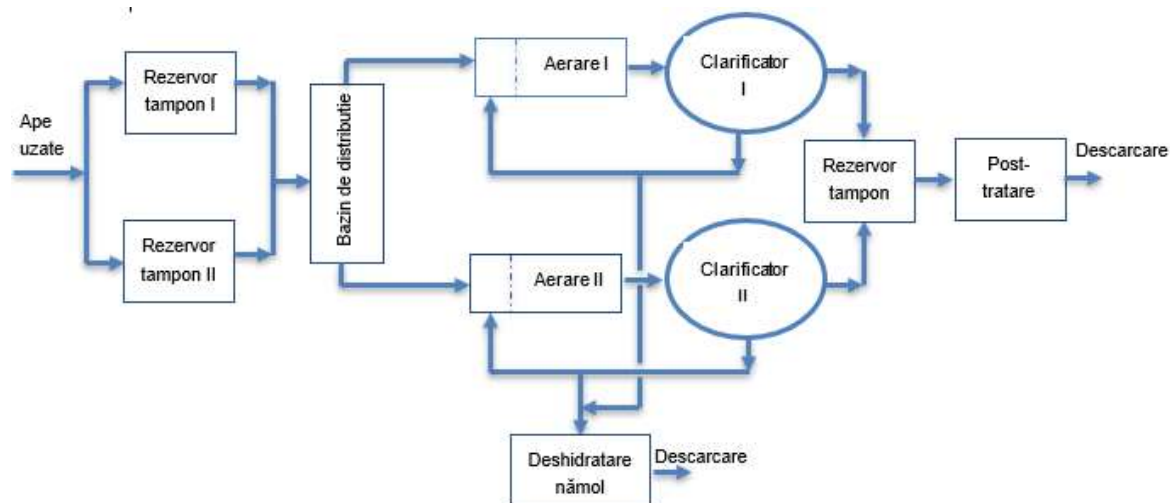 Rezervor
tampon I
Ape
uzate
Rezervor
tampon II
Bazin de distributie
Aerare I
Clarificator
I
Aerare II
Clarificator
II
Rezervor
tampon
Post-
tratare
Descarcare
Deshidratare
nămol
Descarcare